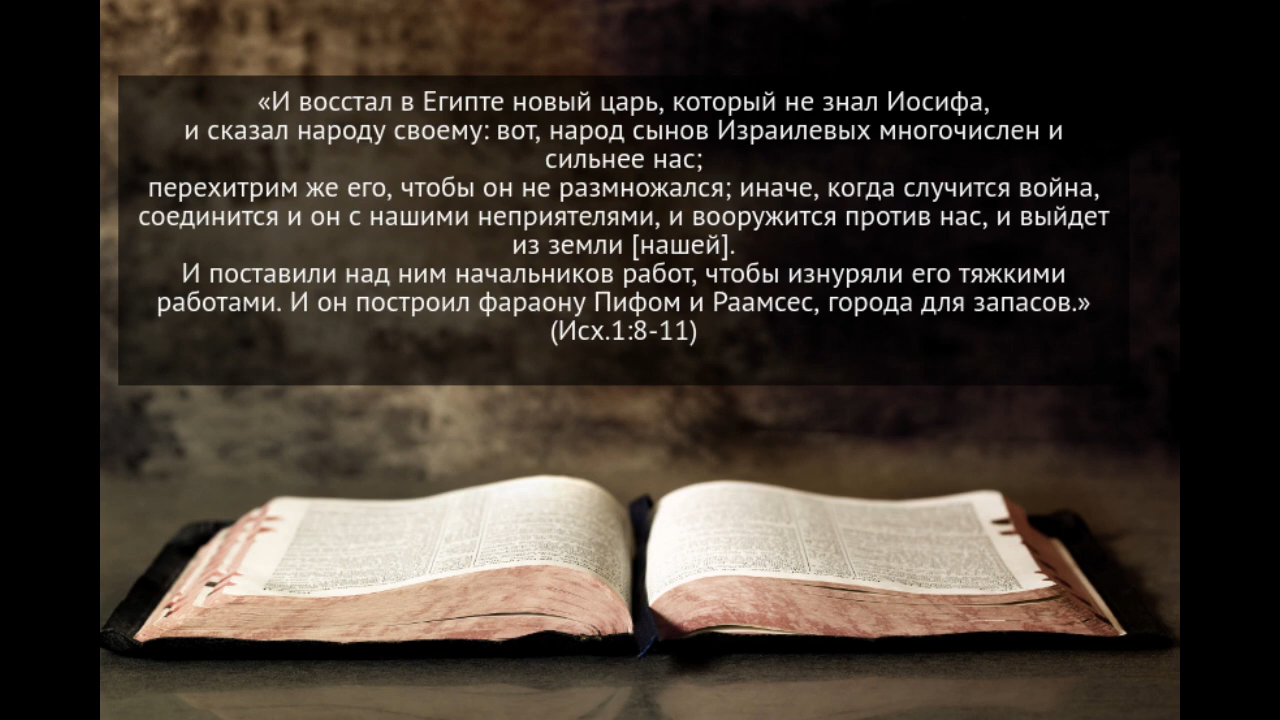 «И восстал в Египте новый царь, который не знал Иосифа,
и сказал народу своему: вот, народ сынов Израилевых многочислен и
сильнее нас;
перехитрим же его, чтобы он не размножался; иначе, когда случится война,
соединится и он с нашими неприятелями, и вооружится против нас, и выйдет
из земли [нашей].
И поставили над ним начальников работ, чтобы изнуряли его тяжкими
работами. И он построил фараону Пифом и Раамсес, города для запасов.»
(Исх.1:8-11)